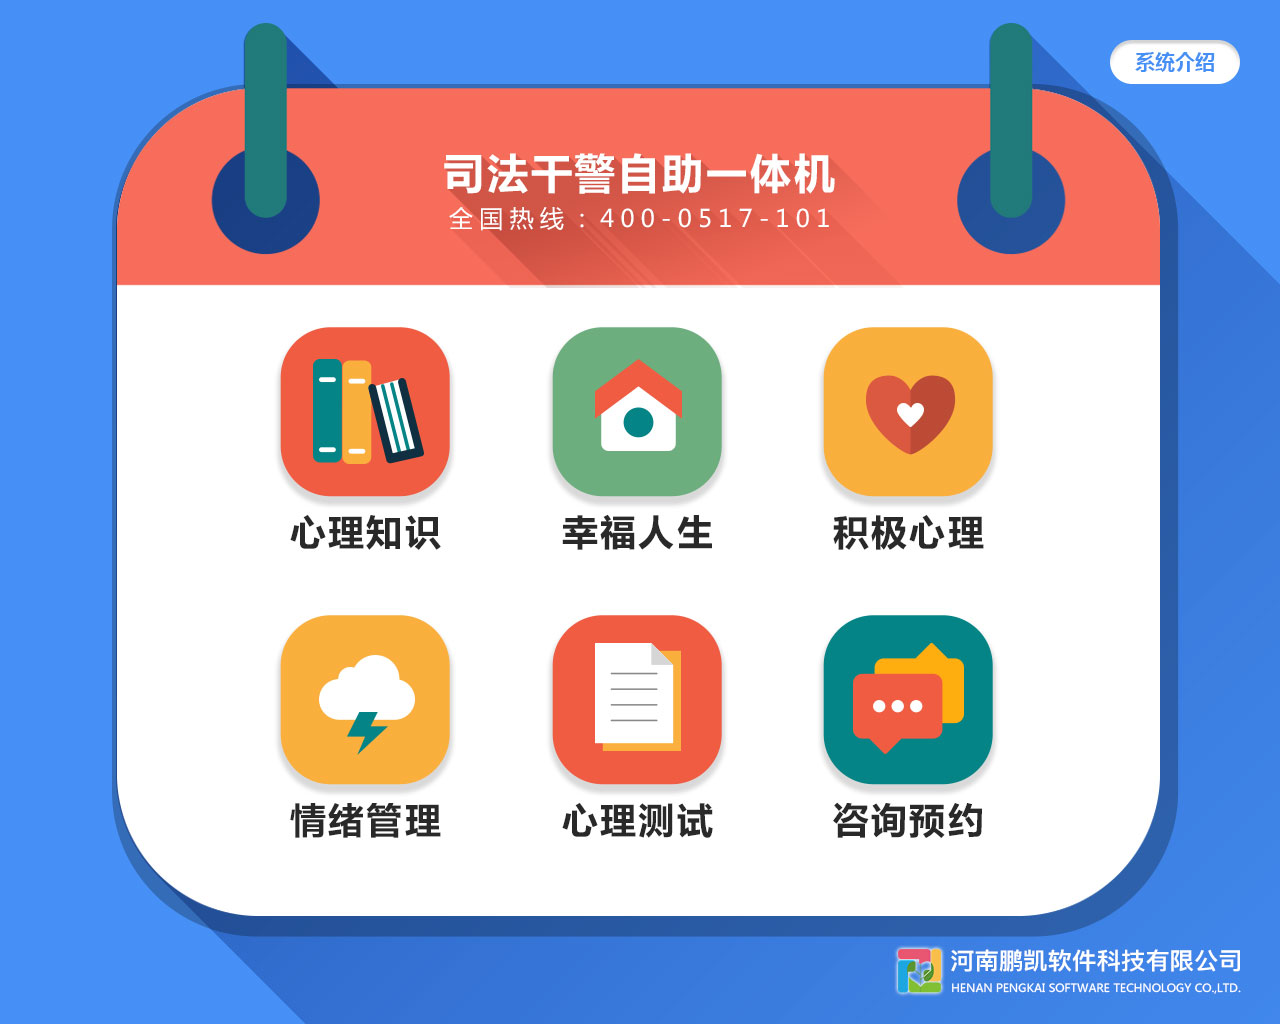 系统介绍
司法干警自助一体机
全国热线：400-0517-101
心理知识
幸福人生
积极心理
情绪管理
心理测试
咨询预约
河南鹏凯软件科技有限公司
HENAN PENGKAI SOFTWARE TECHNOLOGY CO.,LTD.